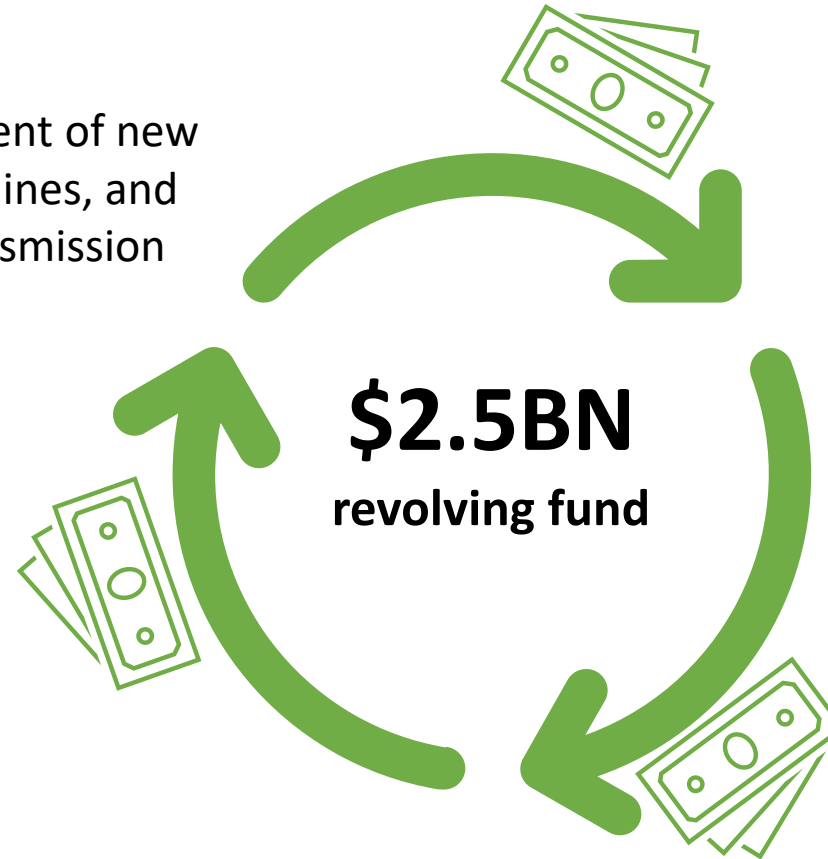 ent of new
ines, and
smission
$2.5BN
revolving fund